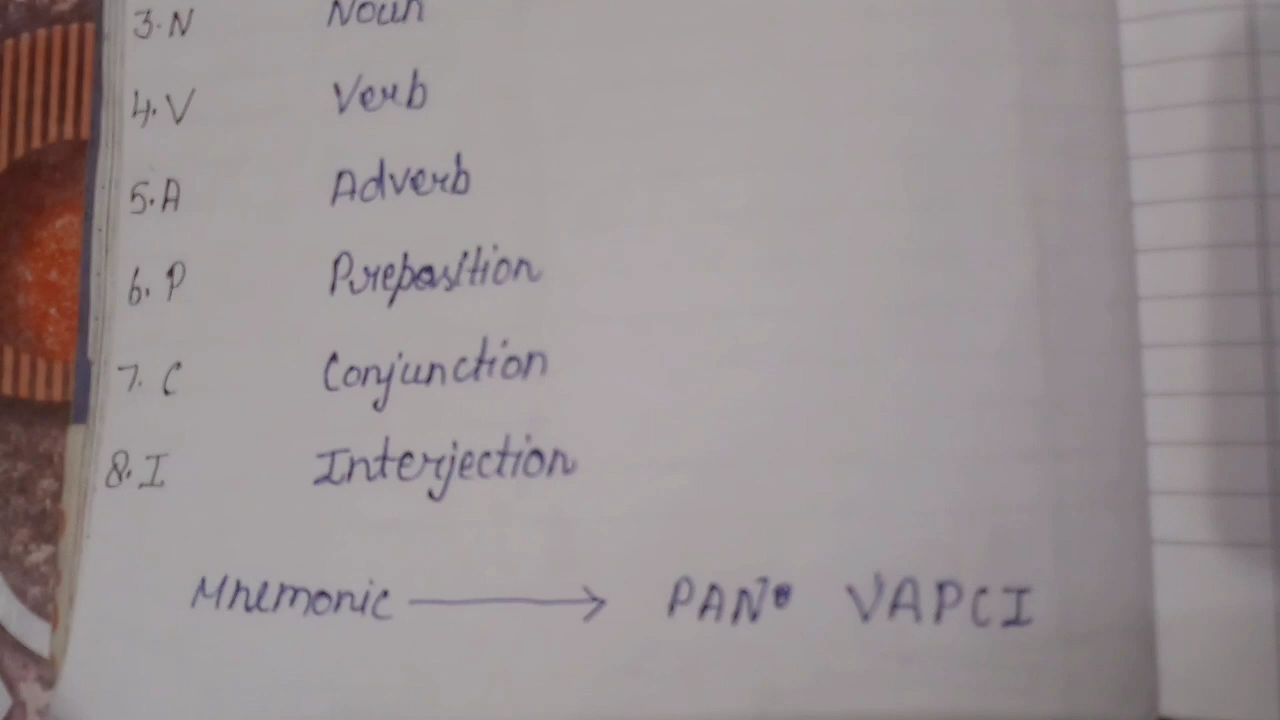 3. N Noun
4. V Verb
5. A Adverb
6. P Preposition
7. C Conjunction
8. I Interjection
Mnemonic → PAN VAPCI